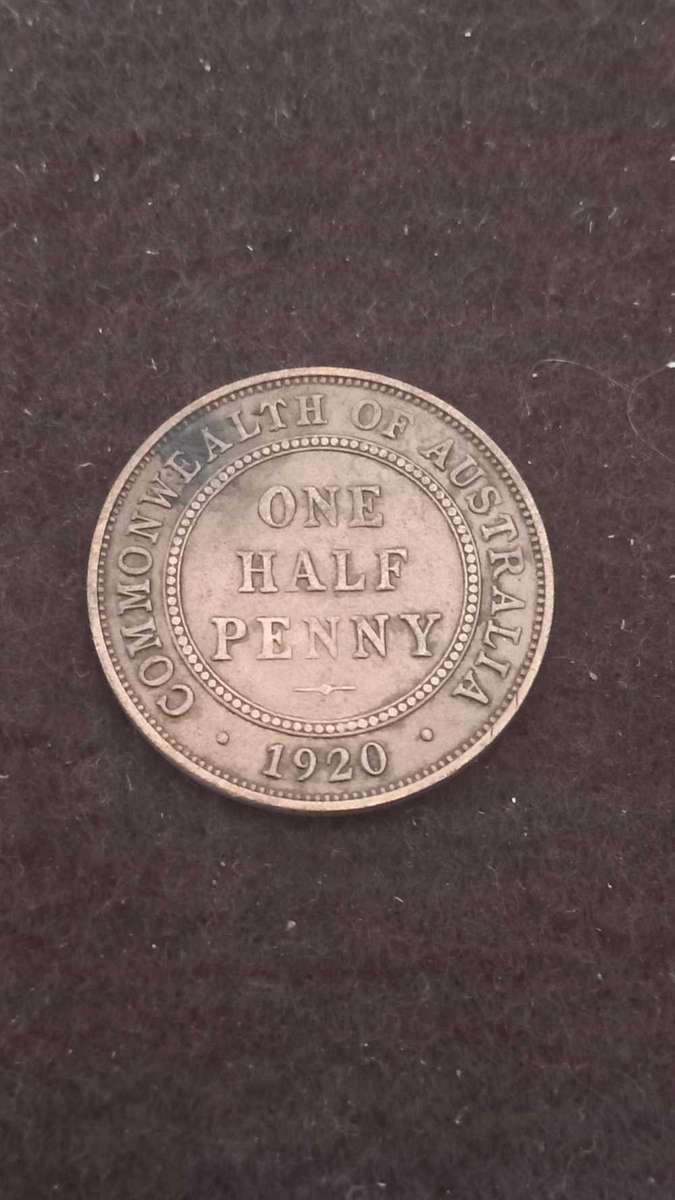 COMMONWEALTH OF AUSTRALIA
ONE
HALF
PENNY
1920